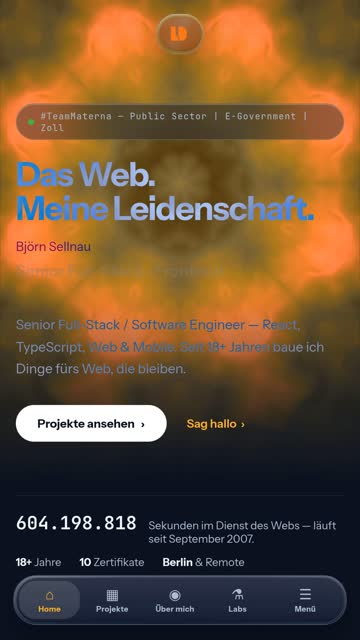 #TeamMaterna — Public Sector | E-Government |
Zoll
Das Web.
Meine Leidenschaft.
Björn Sellnau
Senior Full-Stack / Software Engineer — React,
TypeScript, Web & Mobile. Seit 18+ Jahren baue ich
Dinge fürs Web, die bleiben.
Projekte ansehen ›
Sag hallo ›
604.198.818
Sekunden im Dienst des Webs — läuft
seit September 2007.
18+ Jahre 10 Zertifikate Berlin & Remote
Home Projekte Über mich Labs Menü